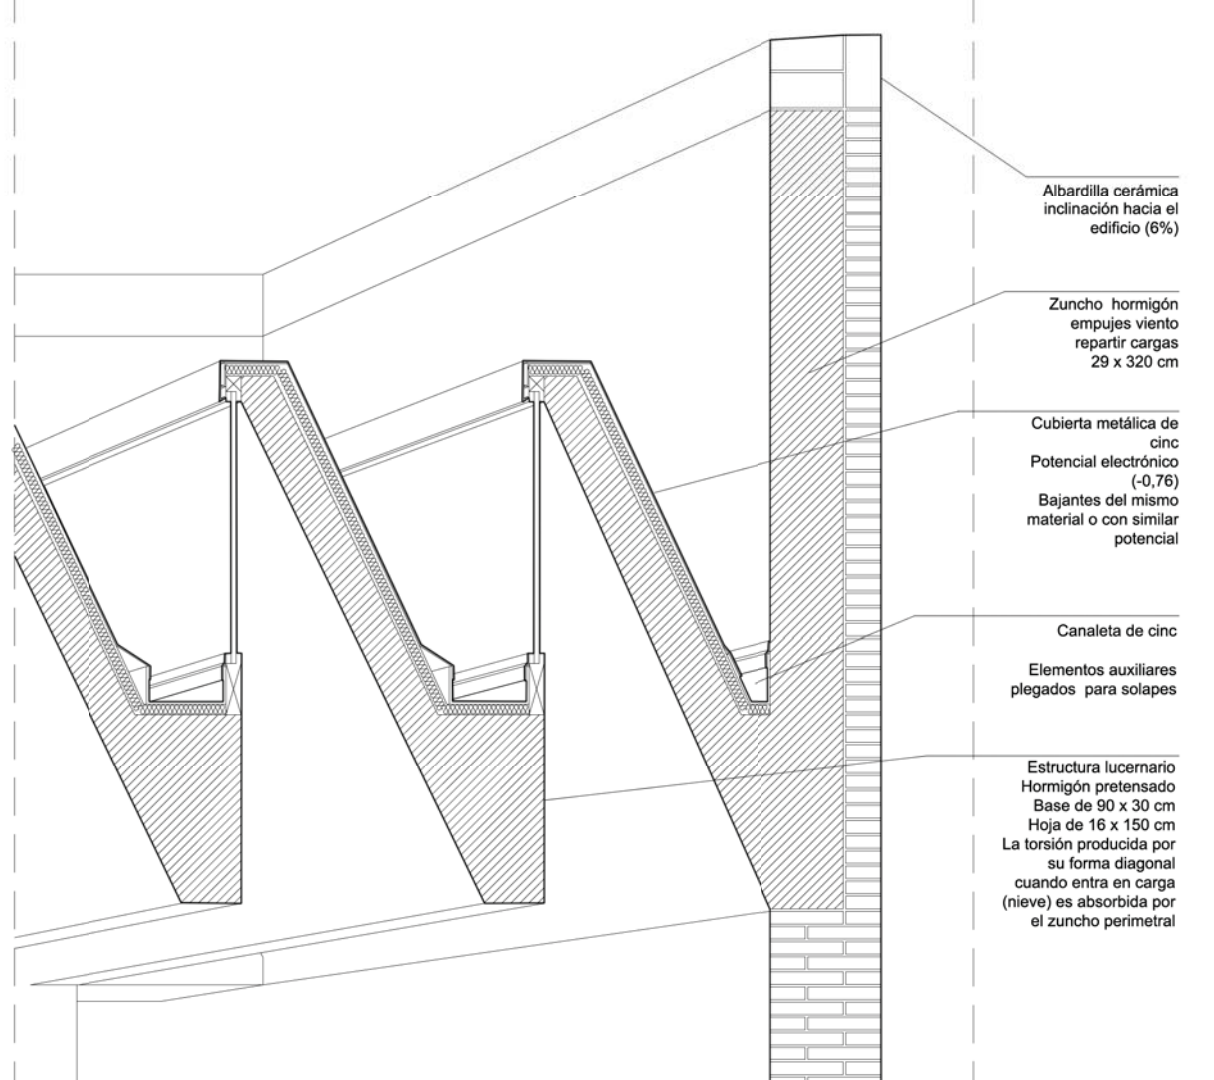 Albardilla cerámica
inclinación hacia el
edificio (6%)
Zuncho hormigón
empujes viento
repartir cargas
29 x 320 cm
Cubierta metálica de
cinc
Potencial electrónico
(-0,76)
Bajantes del mismo
material o con similar
potencial
Canaleta de cinc
Elementos auxiliares
plegados para solapes
Estructura lucernario
Hormigón pretensado
Base de 90 x 30 cm
Hoja de 16 x 150 cm
La torsión producida por
su forma diagonal
cuando entra en carga
(nieve) es absorbida por
el zuncho perimetral